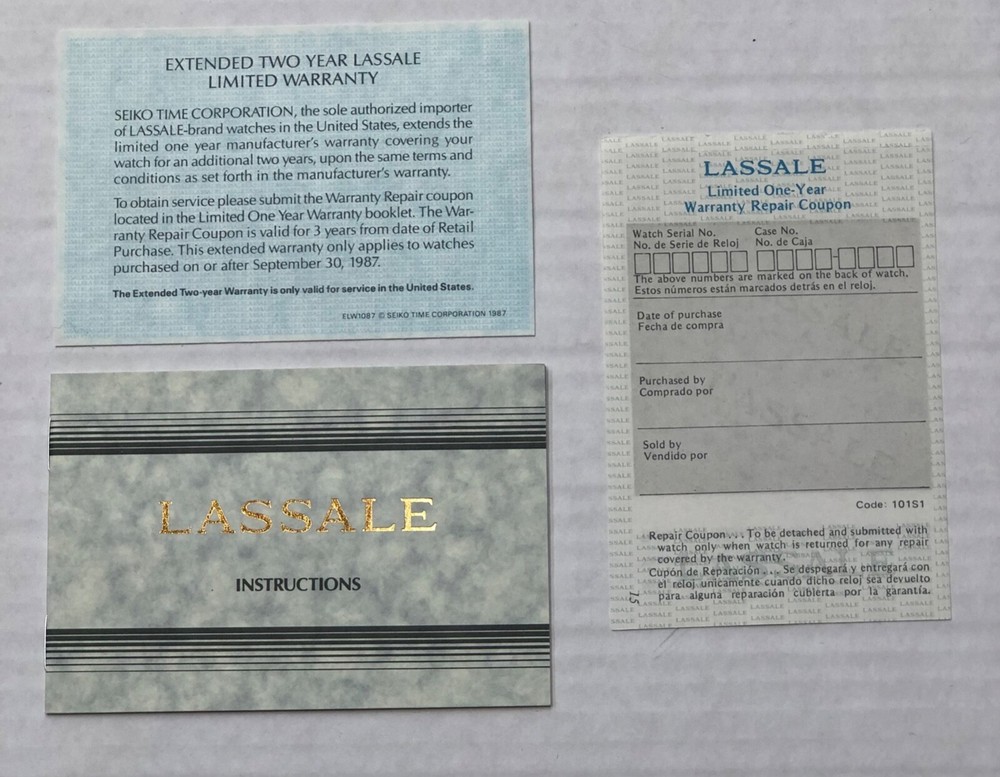 EXTENDED TWO YEAR LASSALE
LIMITED WARRANTY
SEIKO TIME CORPORATION, the sole authorized importer
of LASSALE-brand watches in the United States, extends the
limited one year manufacturer's warranty covering your
watch for an additional two years, upon the same terms and
conditions as set forth in the manufacturer's warranty.
To obtain service please submit the Warranty Repair coupon
located in the Limited One Year Warranty booklet. The War-
ranty Repair Coupon is valid for 3 years from date of Retail
Purchase. This extended warranty only applies to watches
purchased on or after September 30, 1987.
The Extended Two-year Warranty is only valid for service in the United States.
ELW1087 © SEIKO TIME CORPORATION 1987
LASSALE
INSTRUCTIONS
LASSALE
Limited One-Year
Warranty Repair Coupon
Watch Serial No. Case No.
No. de Serie de Reloj No. de Caja
The above numbers are marked on the back of watch.
Estos números están marcados detrás en el reloj.
Date of purchase
Fecha de compra
Purchased by
Comprado por
Sold by
Vendido por
Code: 101S1
Repair Coupon... To be detached and submitted with
watch only when watch is returned for any repair
covered by the warranty.
Cupón de Reparación... Se despegará y entregará con
el reloj unicamente cuando dicho reloj sea devuelto
para alguna reparación cubierta por la garantía.
15